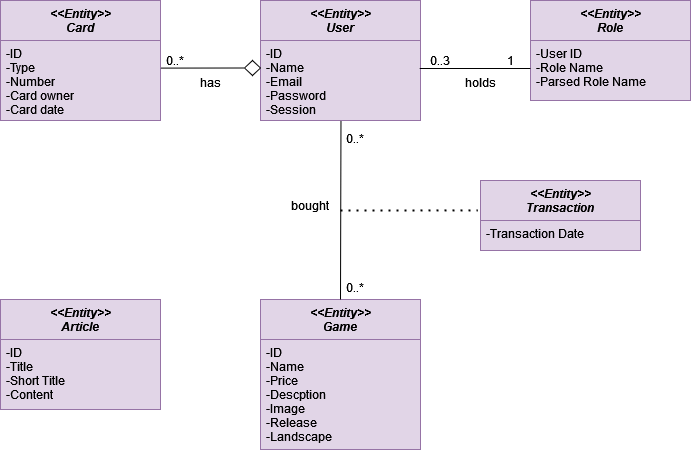 <<Entity>>
Card
-ID
-Type
-Number
-Card owner
-Card date
0..*
has
<<Entity>>
User
-ID
-Name
-Email
-Password
-Session
0..3
1
holds
<<Entity>>
Role
-User ID
-Role Name
-Parsed Role Name
0..*
bought
0..*
<<Entity>>
Transaction
-Transaction Date
<<Entity>>
Article
-ID
-Title
-Short Title
-Content
<<Entity>>
Game
-ID
-Name
-Price
-Descption
-Image
-Release
-Landscape